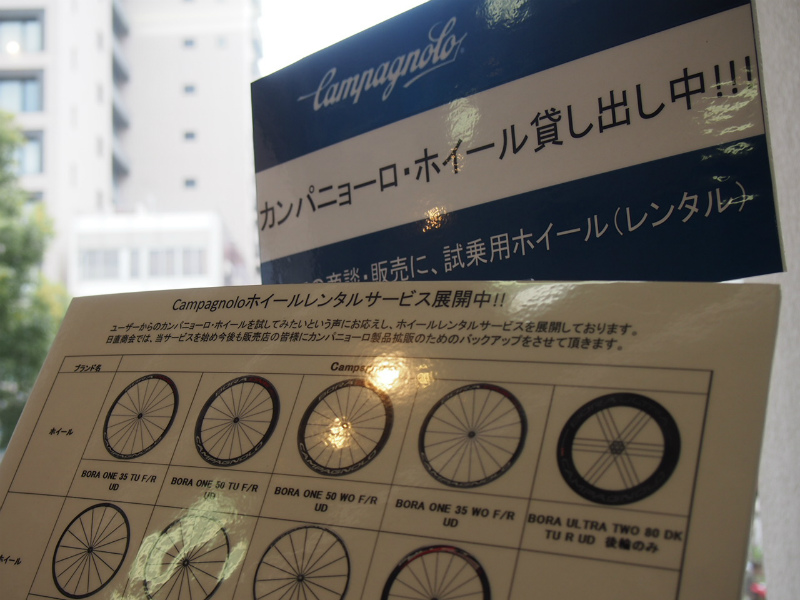 Campagnolo
カンパニョーロ・ホイール貸し出し中!!!
商談・販売に、試乗用ホイール(レンタル)
Campagnoloホイールレンタルサービス展開中!!
ユーザーからのカンパニョーロ・ホイールを試してみたいという声にお応えし、ホイールレンタルサービスを展開しております。
日直商会では、当サービスを始め今後も販売店の皆様にカンパニョーロ製品拡販のためのバックアップをさせて頂きます。
ブランド名
ホイール
BORA ONE 35 TU F/R
UD
BORA ONE 50 TU F/R
UD
BORA ONE 50 WO F/R
UD
BORA ONE 35 WO F/R
UD
BORA ULTRA TWO 80 DK
TU R UD 後輪のみ
ホイール